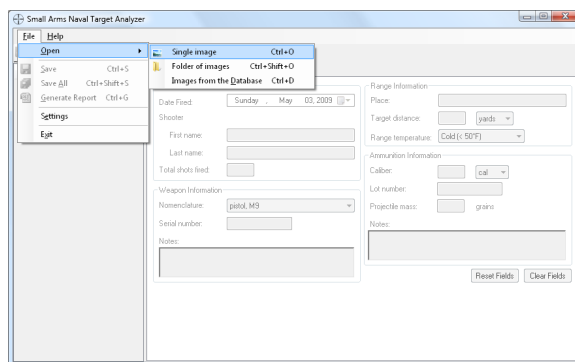 Small Arms Naval Target Analyzer
File Help
Open
Single image Ctrl+O
Folder of images Ctrl+Shift+O
Images from the Database Ctrl+D
Save Ctrl+S
Save All Ctrl+Shift+S
Generate Report Ctrl+G
Settings
Exit
Date Fired: Sunday , May 03, 2009
Shooter
First name:
Last name:
Total shots fired:
Weapon Information
Nomenclature: pistol, M9
Serial number:
Notes:
Range Information
Place:
Target distance: yards
Range temperature: Cold (< 50°F)
Ammunition Information
Caliber: cal
Lot number:
Projectile mass: grains
Notes:
Reset Fields Clear Fields